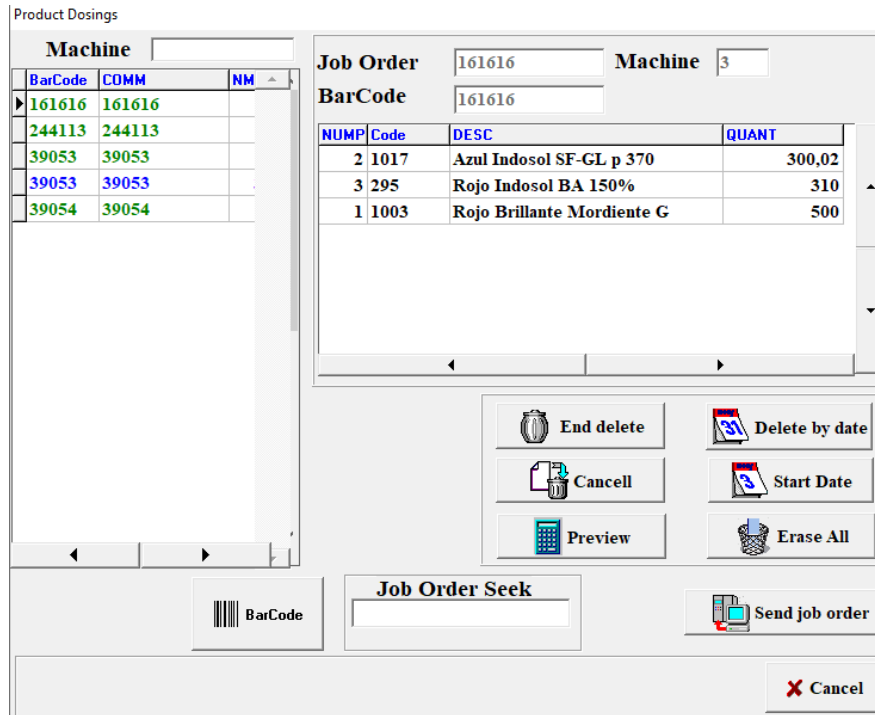 Product Dosings
Machine
BarCode COMM NM
161616 161616
244113 244113
39053 39053
39053 39053
39054 39054
Job Order 161616 Machine 3
BarCode 161616
NUMP Code DESC QUANT
2 1017 Azul Indosol SF-GL p 370 300,02
3 295 Rojo Indosol BA 150% 310
1 1003 Rojo Brillante Mordiente G 500
End delete Delete by date
Cancell Start Date
Preview Erase All
BarCode
Job Order Seek
Send job order
Cancel